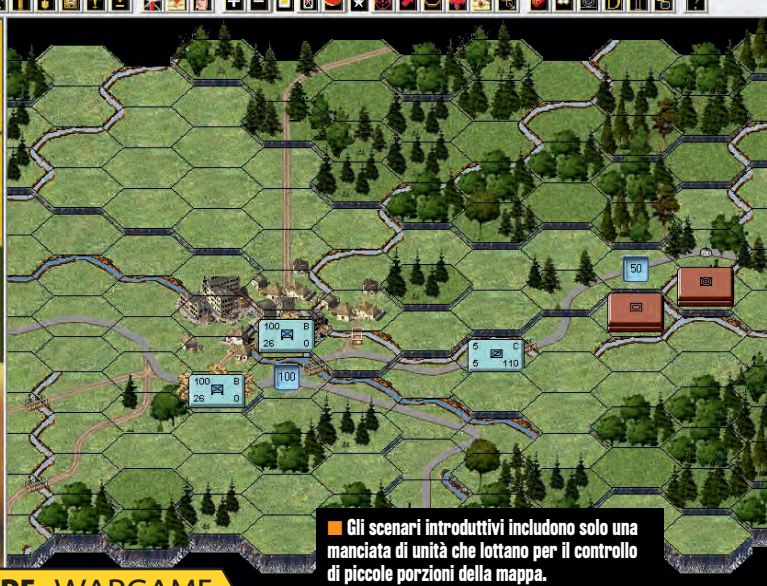 50
100 B
26 0
5 C
5 110
100
100 B
26 0
■ Gli scenari introduttivi includono solo una
manciata di unità che lottano per il controllo
di piccole porzioni della mappa.
WARGAME